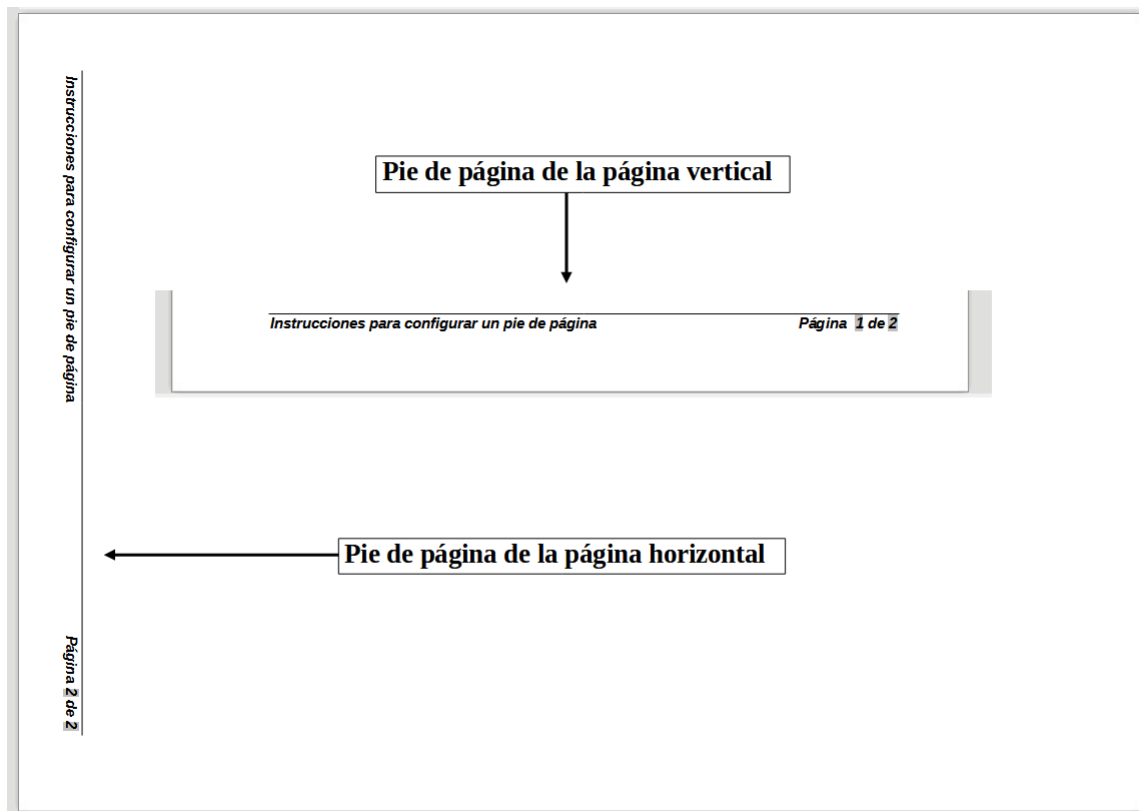 Instrucciones para configurar un pie de página
Página 2 de 2
Pie de página de la página vertical
Instrucciones para configurar un pie de página Página 1 de 2
Pie de página de la página horizontal